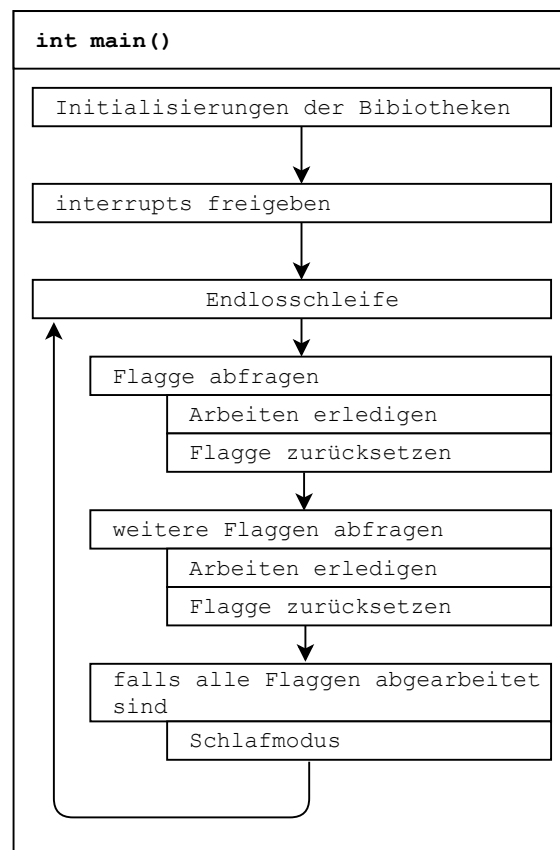 int main()
Initialisierungen der Bibiotheken
interrupts freigeben
Endlosschleife
Flagge abfragen
Arbeiten erledigen
Flagge zurücksetzen
weitere Flaggen abfragen
Arbeiten erledigen
Flagge zurücksetzen
falls alle Flaggen abgearbeitet
sind
Schlafmodus